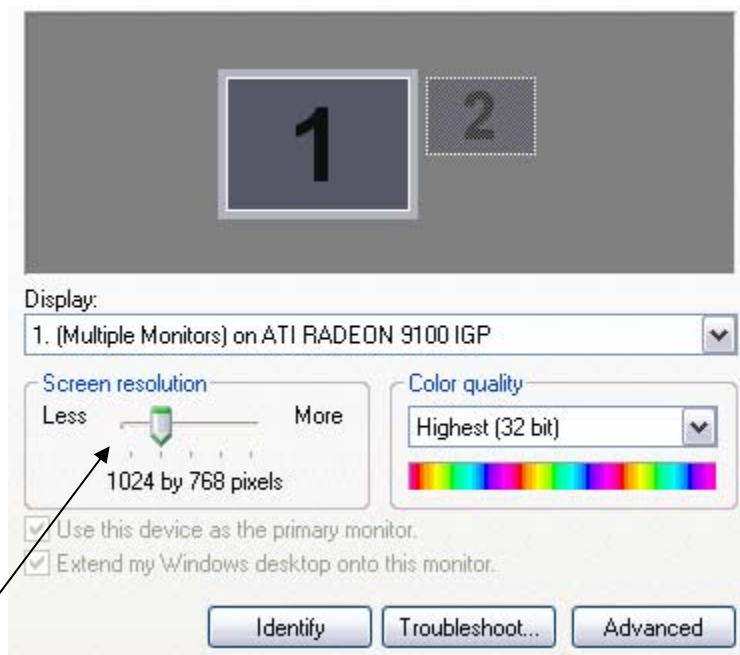 1
2
Display:
1. (Multiple Monitors) on ATI RADEON 9100 IGP
Screen resolution
Less More
1024 by 768 pixels
Color quality
Highest (32 bit)
Use this device as the primary monitor.
Extend my Windows desktop onto this monitor.
Identify Troubleshoot... Advanced